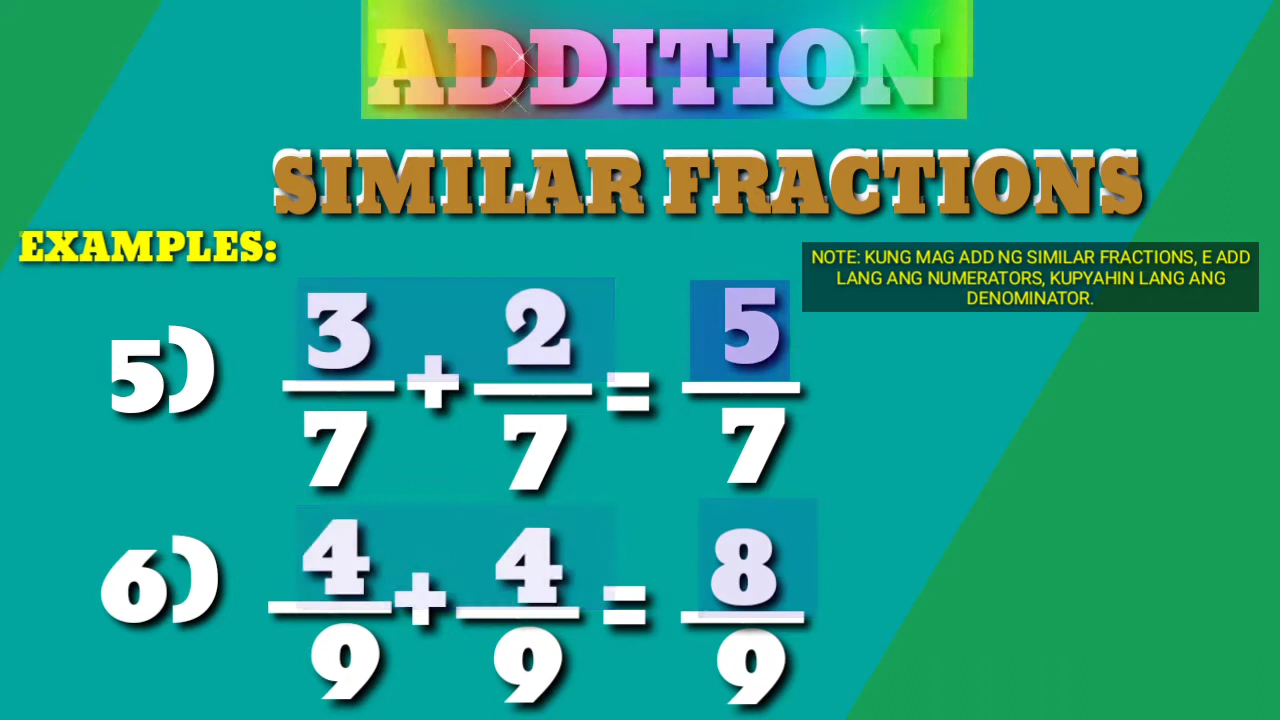 ADDITION
SIMILAR FRACTIONS
EXAMPLES:
NOTE: KUNG MAG ADD NG SIMILAR FRACTIONS, E ADD
LANG ANG NUMERATORS, KUPYAHIN LANG ANG
DENOMINATOR.
5) 3/7 + 2/7 = 5/7
6) 4/9 + 4/9 = 8/9